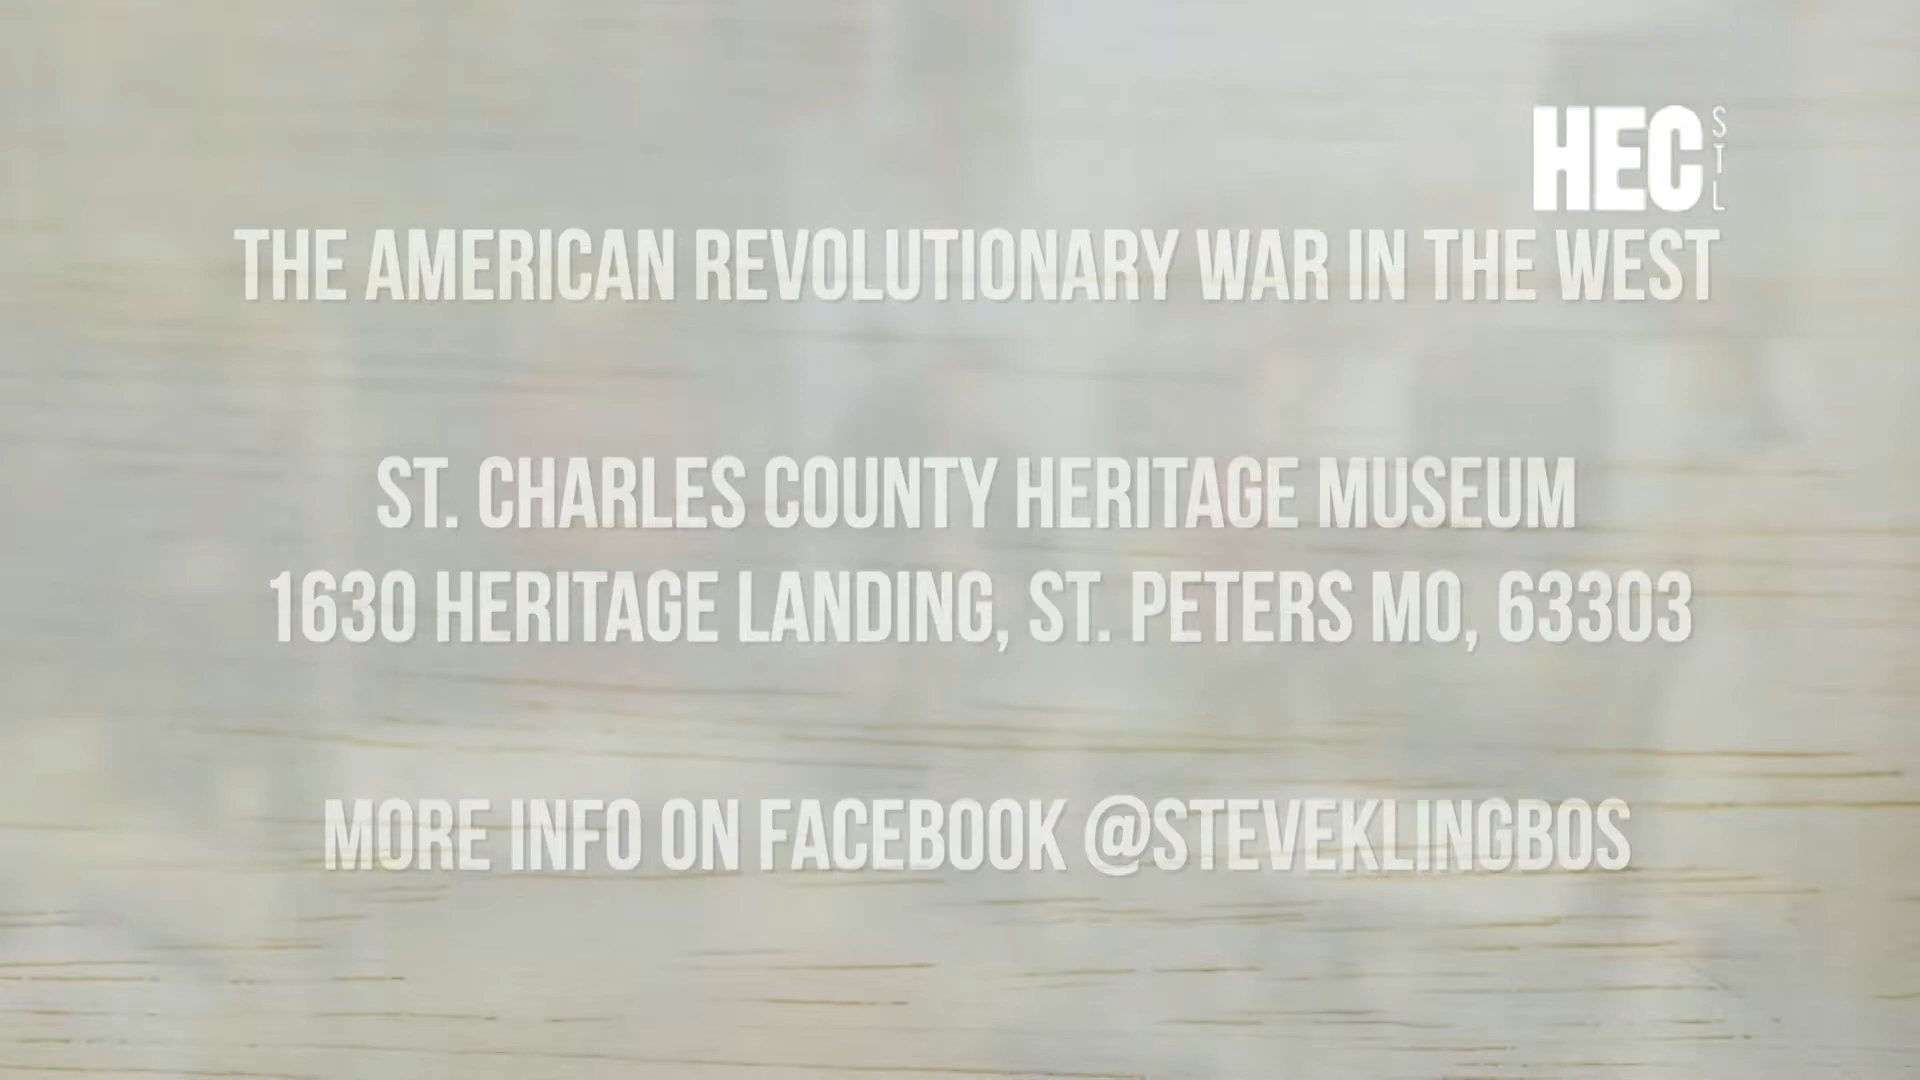 HEC STL
THE AMERICAN REVOLUTIONARY WAR IN THE WEST
ST. CHARLES COUNTY HERITAGE MUSEUM
1630 HERITAGE LANDING, ST. PETERS MO, 63303
MORE INFO ON FACEBOOK @STEVEKLINGBOS